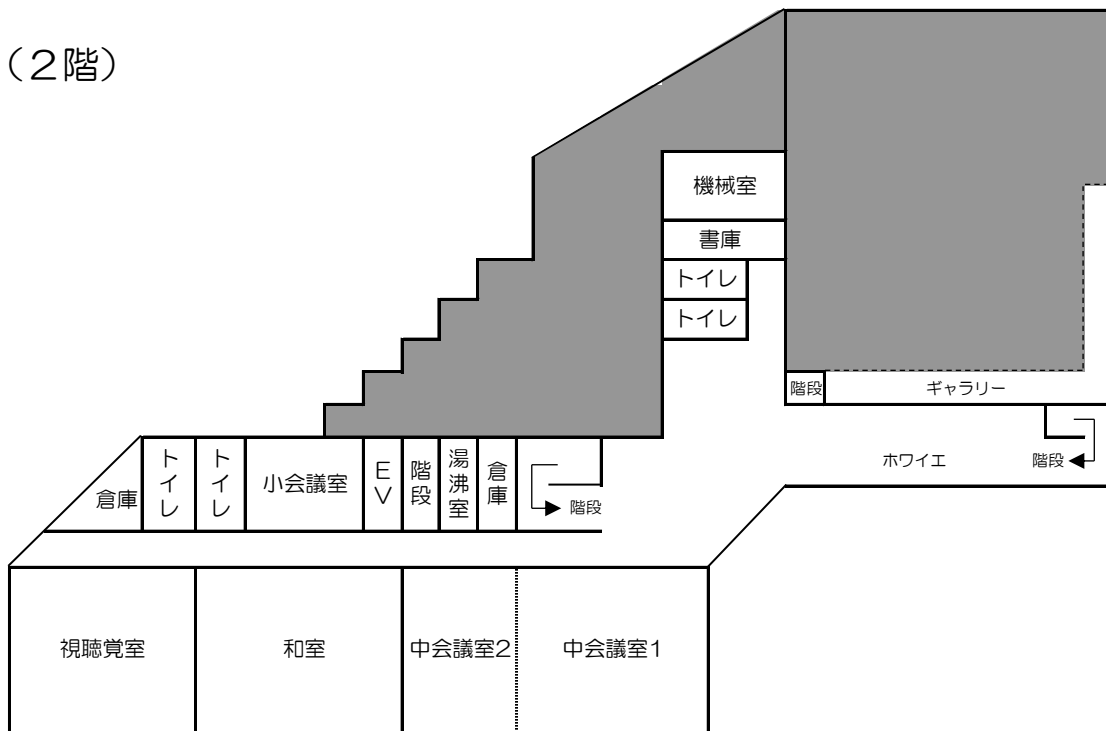 （２階）
機械室
書庫
トイレ
トイレ
階段
ギャラリー
ホワイエ
階段
倉庫
トイレ
トイレ
小会議室
EV
階段
湯沸室
倉庫
階段
視聴覚室
和室
中会議室2
中会議室1